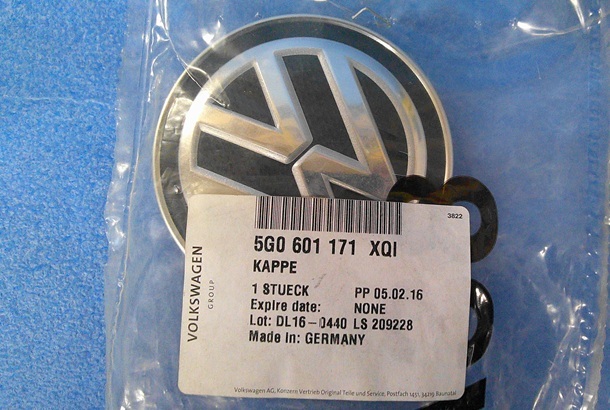 3822
5G0 601 171 XQI
KAPPE
1 STUECK PP 05.02.16
Expire date: NONE
Lot: DL16-0440 LS 209228
Made In: GERMANY
VOLKSWAGEN
GROUP
Volkswagen AG, Konzern Vertrieb Original Teile und Service, Postfach 1451, 34219 Baunatal